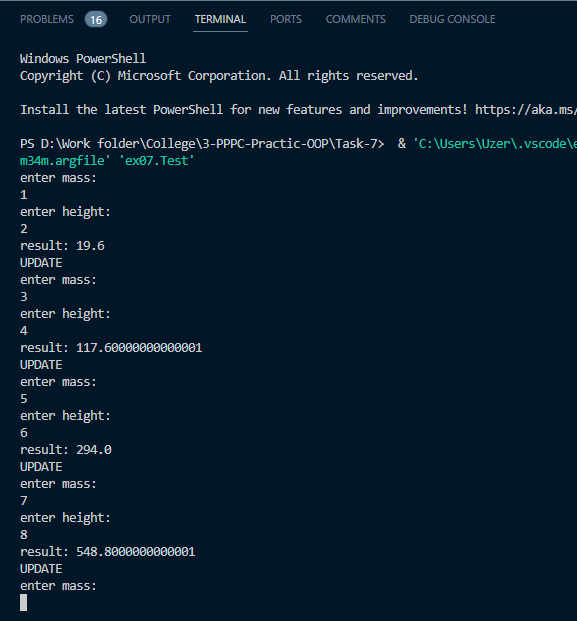 PROBLEMS 16 OUTPUT TERMINAL PORTS COMMENTS DEBUG CONSOLE
Windows PowerShell
Copyright (C) Microsoft Corporation. All rights reserved.
Install the latest PowerShell for new features and improvements! https://aka.ms/
PS D:\Work folder\College\3-PPPC-Practic-OOP\Task-7>  & 'C:\Users\Uzer\.vscode\e
m34m.argfile' 'ex07.Test'
enter mass:
1
enter height:
2
result: 19.6
UPDATE
enter mass:
3
enter height:
4
result: 117.60000000000001
UPDATE
enter mass:
5
enter height:
6
result: 294.0
UPDATE
enter mass:
7
enter height:
8
result: 548.8000000000001
UPDATE
enter mass: